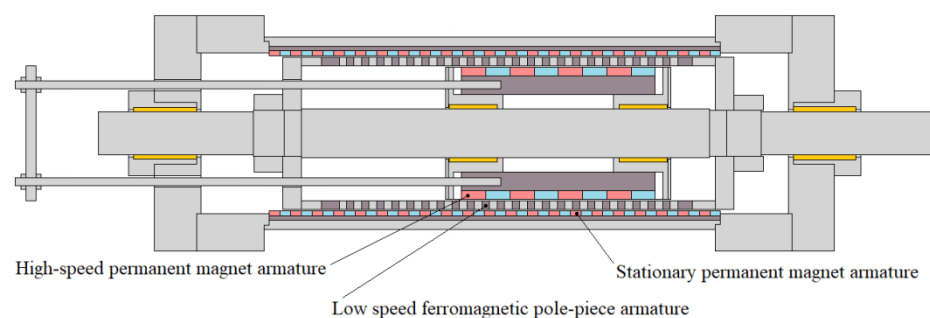 High-speed permanent magnet armature
Stationary permanent magnet armature
Low speed ferromagnetic pole-piece armature